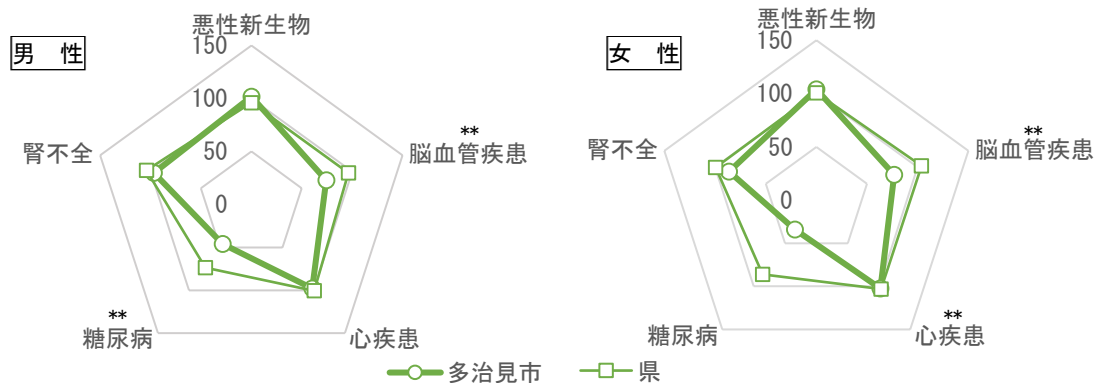 男　性
悪性新生物
150
100
50
0
**
脳血管疾患
心疾患
**
糖尿病
腎不全
女　性
悪性新生物
150
100
50
0
**
脳血管疾患
**
心疾患
糖尿病
腎不全
多治見市
県